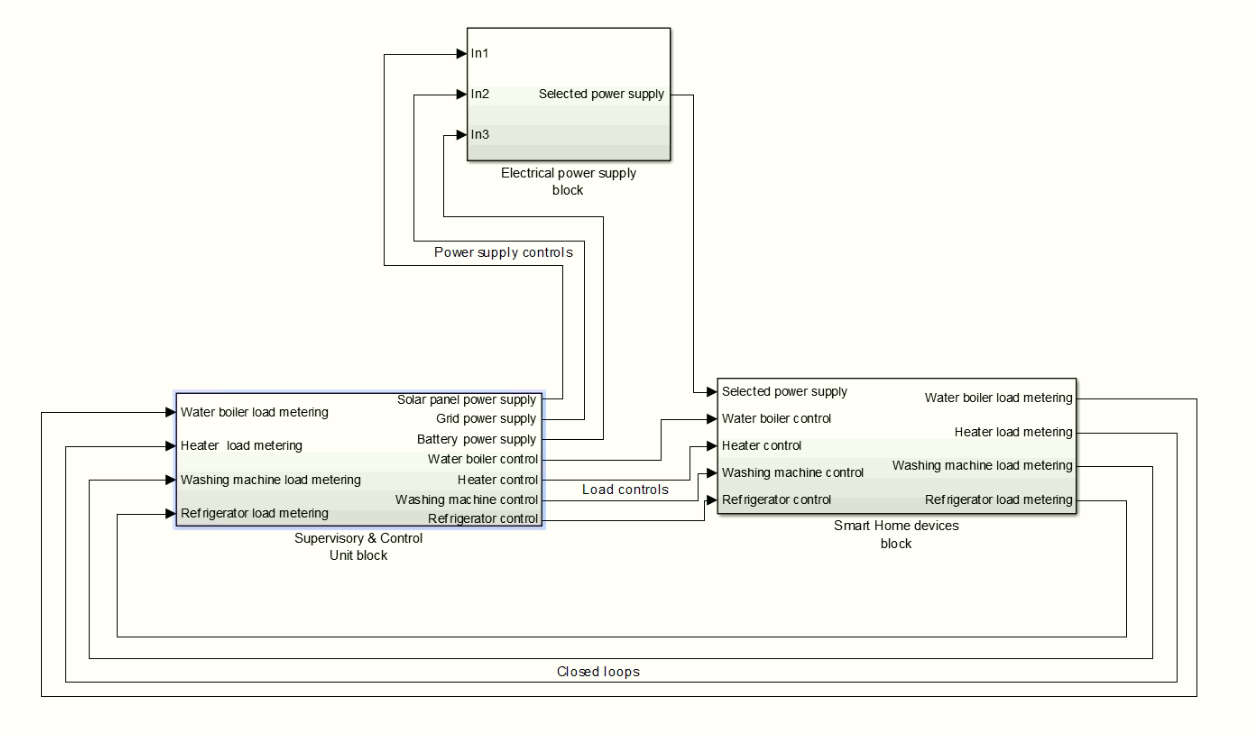 In1
In2
Selected power supply
In3
Electrical power supply
block
Power supply controls
Water boiler load metering
Heater load metering
Washing machine load metering
Refrigerator load metering
Solar panel power supply
Grid power supply
Battery power supply
Water boiler control
Heater control
Washing machine control
Refrigerator control
Supervisory & Control
Unit block
Load controls
Selected power supply
Water boiler control
Heater control
Washing machine control
Refrigerator control
Water boiler load metering
Heater load metering
Washing machine load metering
Refrigerator load metering
Smart Home devices
block
Closed loops